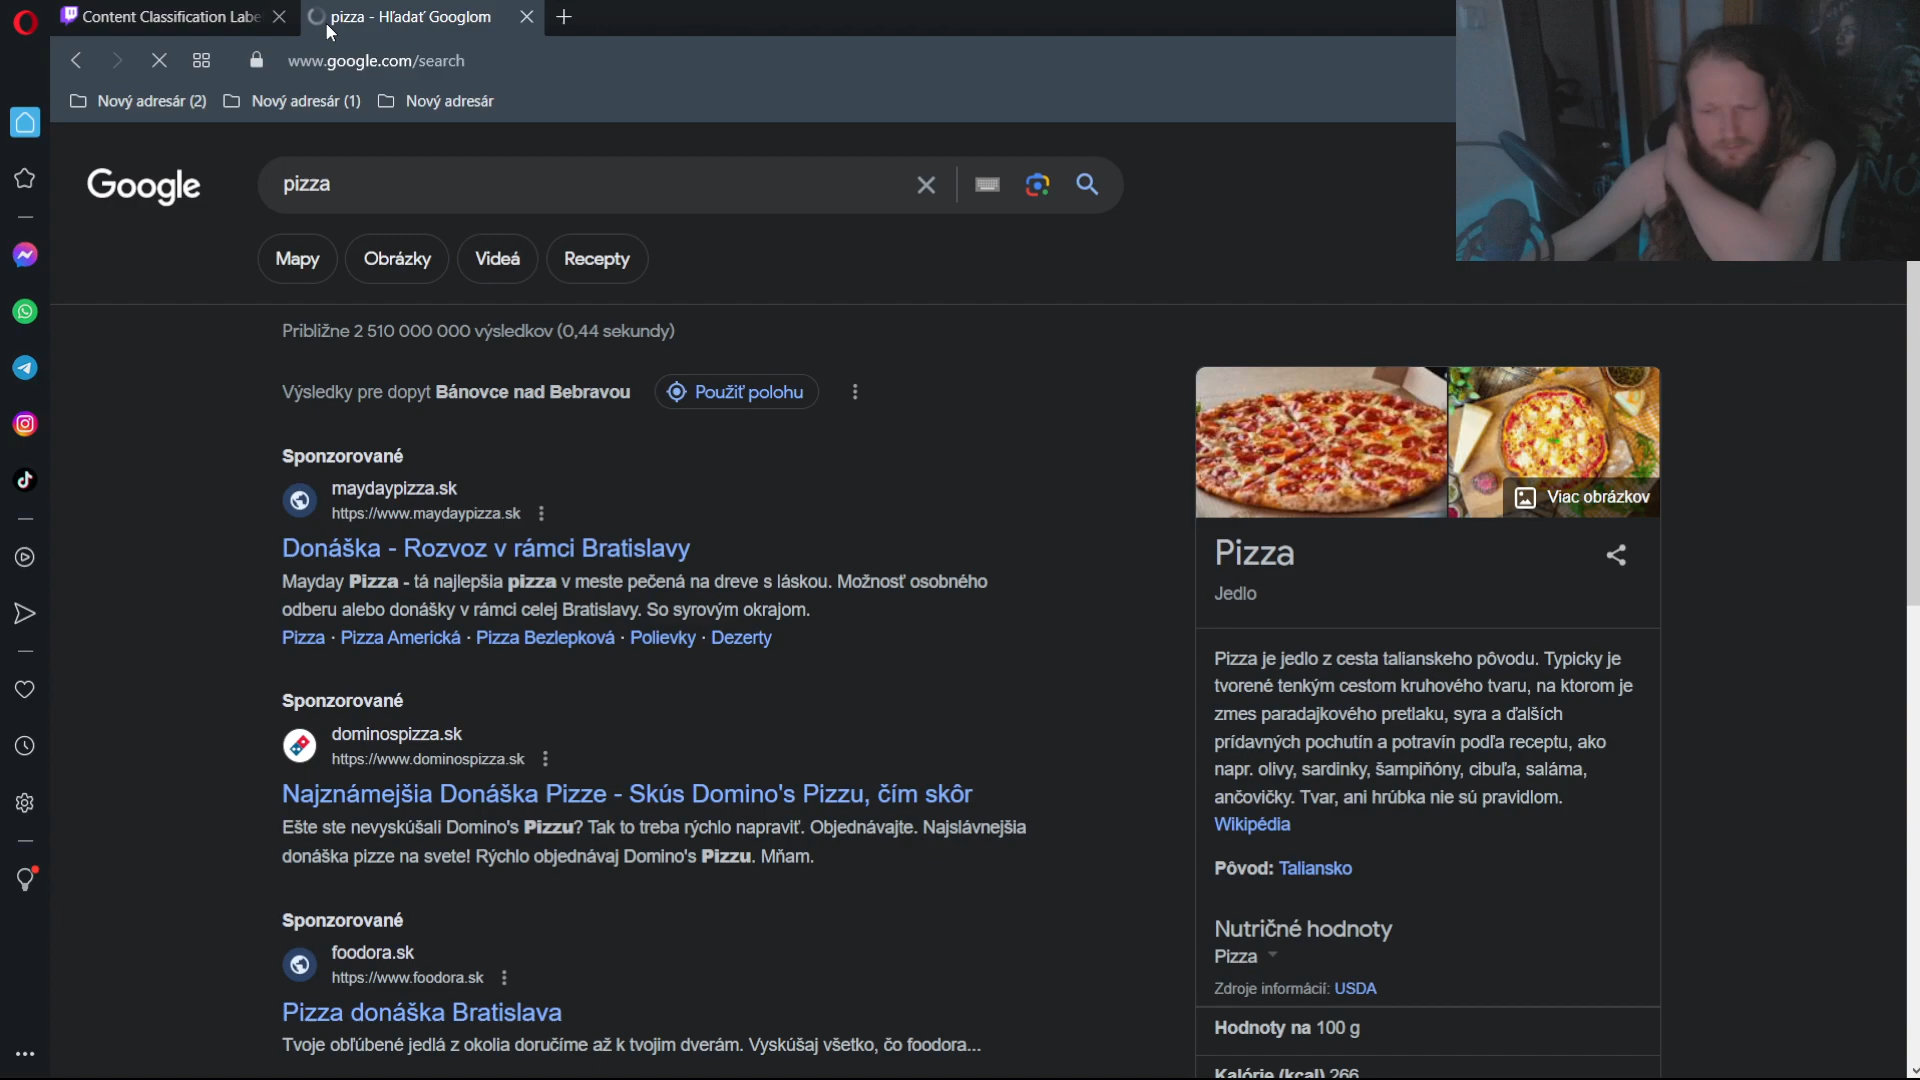 Content Classification Labe
pizza - Hľadať Googlom
www.google.com/search
Nový adresár (2)
Nový adresár (1)
Nový adresár
Google
pizza
Mapy
Obrázky
Videá
Recepty
Približne 2 510 000 000 výsledkov (0,44 sekundy)
Výsledky pre dopyt Bánovce nad Bebravou
Použiť polohu
Sponzorované
maydaypizza.sk
https://www.maydaypizza.sk
Donáška - Rozvoz v rámci Bratislavy
Mayday Pizza - tá najlepšia pizza v meste pečená na dreve s láskou. Možnosť osobného
odberu alebo donášky v rámci celej Bratislavy. So syrovým okrajom.
Pizza · Pizza Americká · Pizza Bezlepková · Polievky · Dezerty
Sponzorované
dominospizza.sk
https://www.dominospizza.sk
Najznámejšia Donáška Pizze - Skús Domino's Pizzu, čím skôr
Ešte ste nevyskúšali Domino's Pizzu? Tak to treba rýchlo napraviť. Objednávajte. Najslávnejšia
donáška pizze na svete! Rýchlo objednávaj Domino's Pizzu. Mňam.
Sponzorované
foodora.sk
https://www.foodora.sk
Pizza donáška Bratislava
Tvoje obľúbené jedlá z okolia doručíme až k tvojim dverám. Vyskúšaj všetko, čo foodora...
Viac obrázkov
Pizza
Jedlo
Pizza je jedlo z cesta talianskeho pôvodu. Typicky je
tvorené tenkým cestom kruhového tvaru, na ktorom je
zmes paradajkového pretlaku, syra a ďalších
prídavných pochutín a potravín podľa receptu, ako
napr. olivy, sardinky, šampiňóny, cibuľa, saláma,
ančovičky. Tvar, ani hrúbka nie sú pravidlom.
Wikipédia
Pôvod: Taliansko
Nutričné hodnoty
Pizza
Zdroje informácií: USDA
Hodnoty na 100 g
Kalórie (kcal) 266